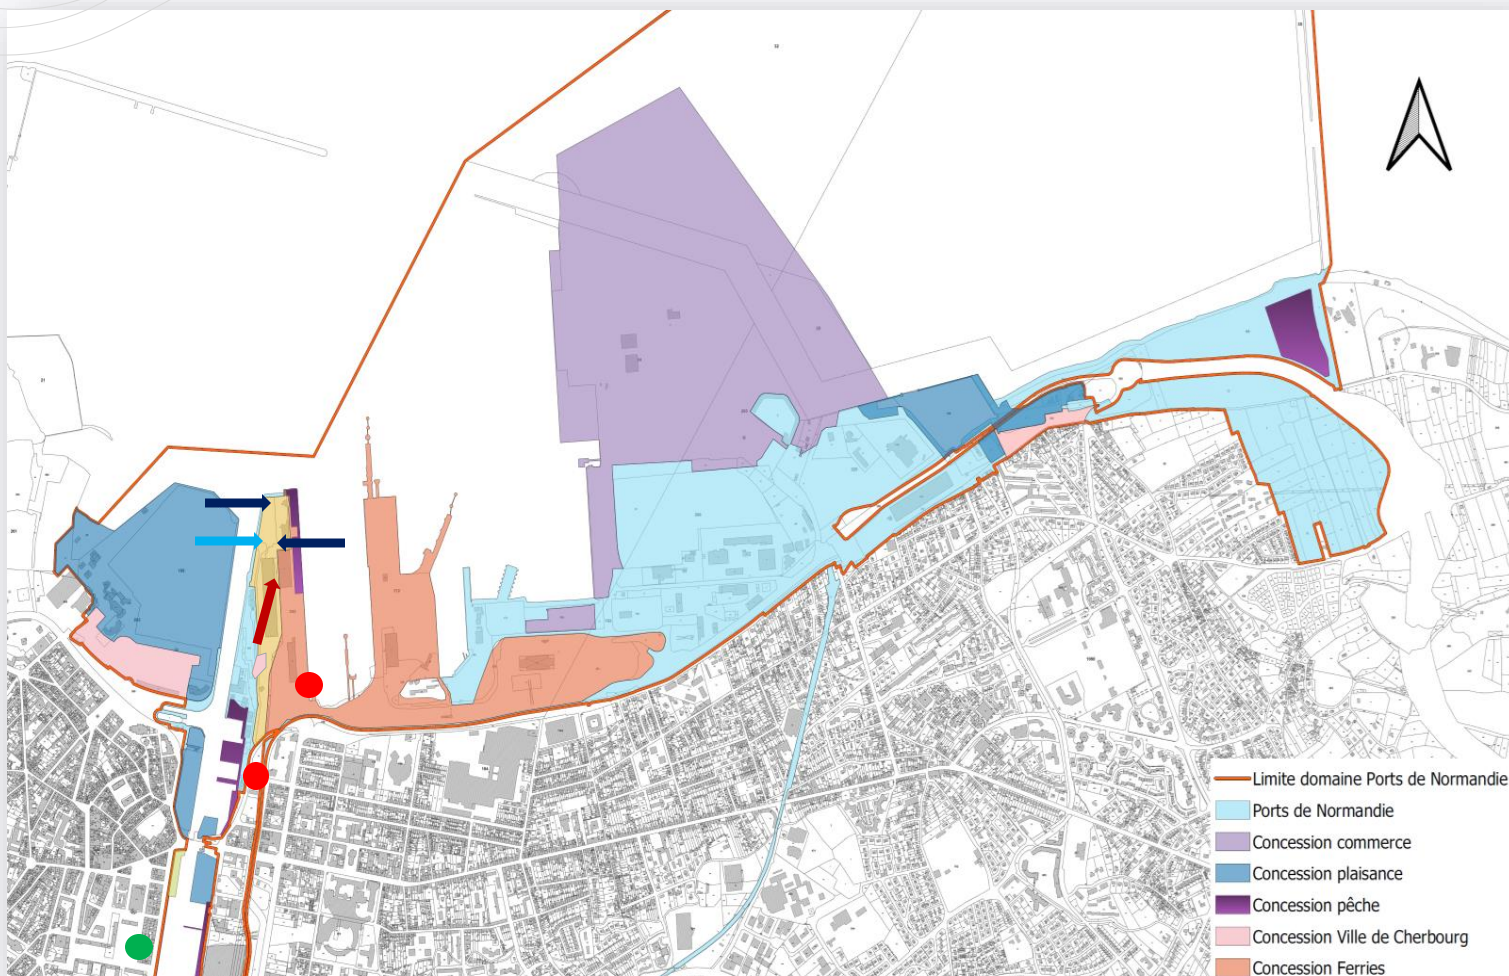 Limite domaine Ports de Normandie
Ports de Normandie
Concession commerce
Concession plaisance
Concession pêche
Concession Ville de Cherbourg
Concession Ferries